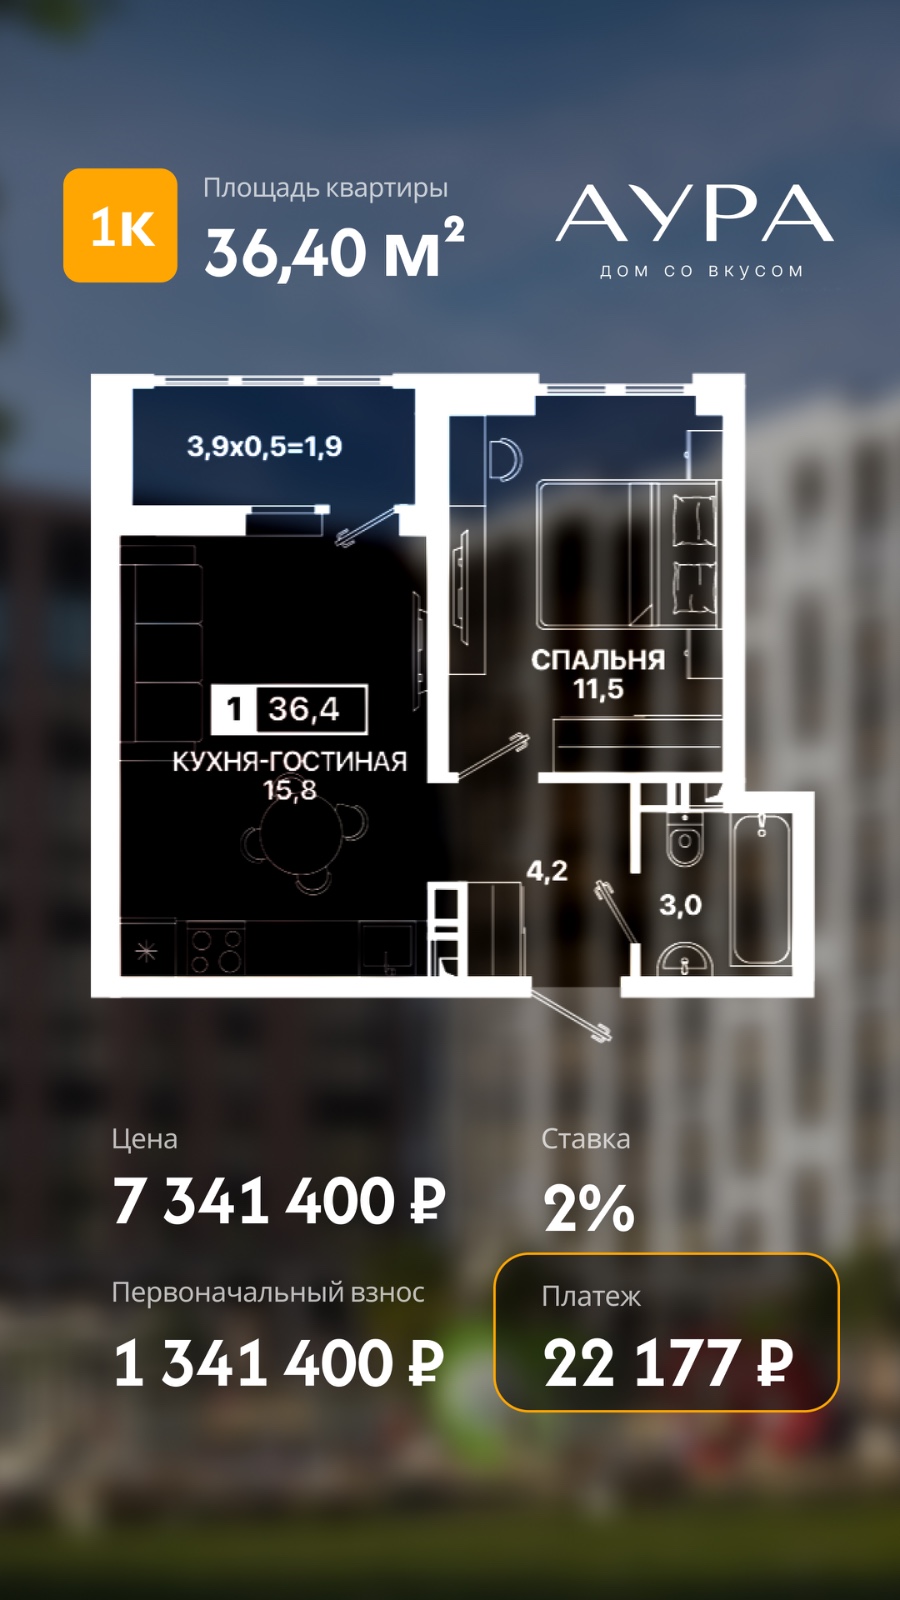 1к
Площадь квартиры
36,40 м²
АУРА
ДОМ СО ВКУСОМ
3,9х0,5=1,9
СПАЛЬНЯ
11,5
1 36,4
КУХНЯ-ГОСТИНАЯ
15,8
4,2
3,0
Цена
7 341 400 ₽
Ставка
2%
Первоначальный взнос
1 341 400 ₽
Платеж
22 177 ₽